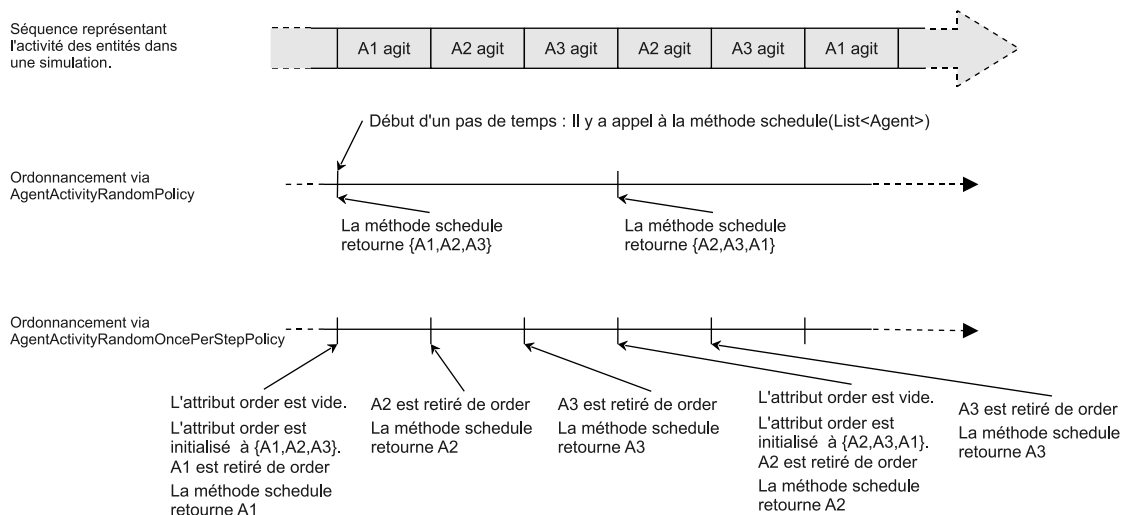 Séquence représentant
l'activité des entités dans
une simulation.
A1 agit
A2 agit
A3 agit
A2 agit
A3 agit
A1 agit
Début d'un pas de temps : Il y a appel à la méthode schedule(List<Agent>)
Ordonnancement via
AgentActivityRandomPolicy
La méthode schedule
retourne {A1,A2,A3}
La méthode schedule
retourne {A2,A3,A1}
Ordonnancement via
AgentActivityRandomOncePerStepPolicy
L'attribut order est vide.
L'attribut order est
initialisé à {A1,A2,A3}.
A1 est retiré de order
La méthode schedule
retourne A1
A2 est retiré de order
La méthode schedule
retourne A2
A3 est retiré de order
La méthode schedule
retourne A3
L'attribut order est vide.
L'attribut order est
initialisé à {A2,A3,A1}.
A2 est retiré de order
La méthode schedule
retourne A2
A3 est retiré de order
La méthode schedule
retourne A3